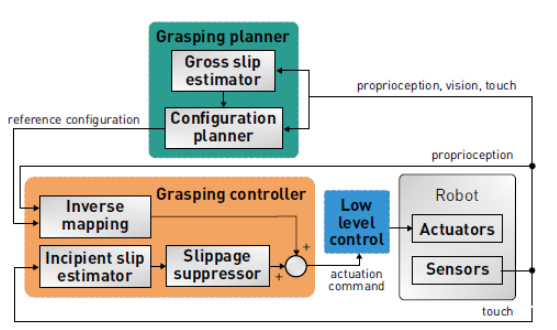 Grasping planner
Gross slip
estimator
proprioception, vision, touch
reference configuration
Configuration
planner
proprioception
Grasping controller
Inverse
mapping
Low
level
control
Robot
Actuators
+
Incipient slip
estimator
Slippage
suppressor
+
actuation
command
Sensors
touch